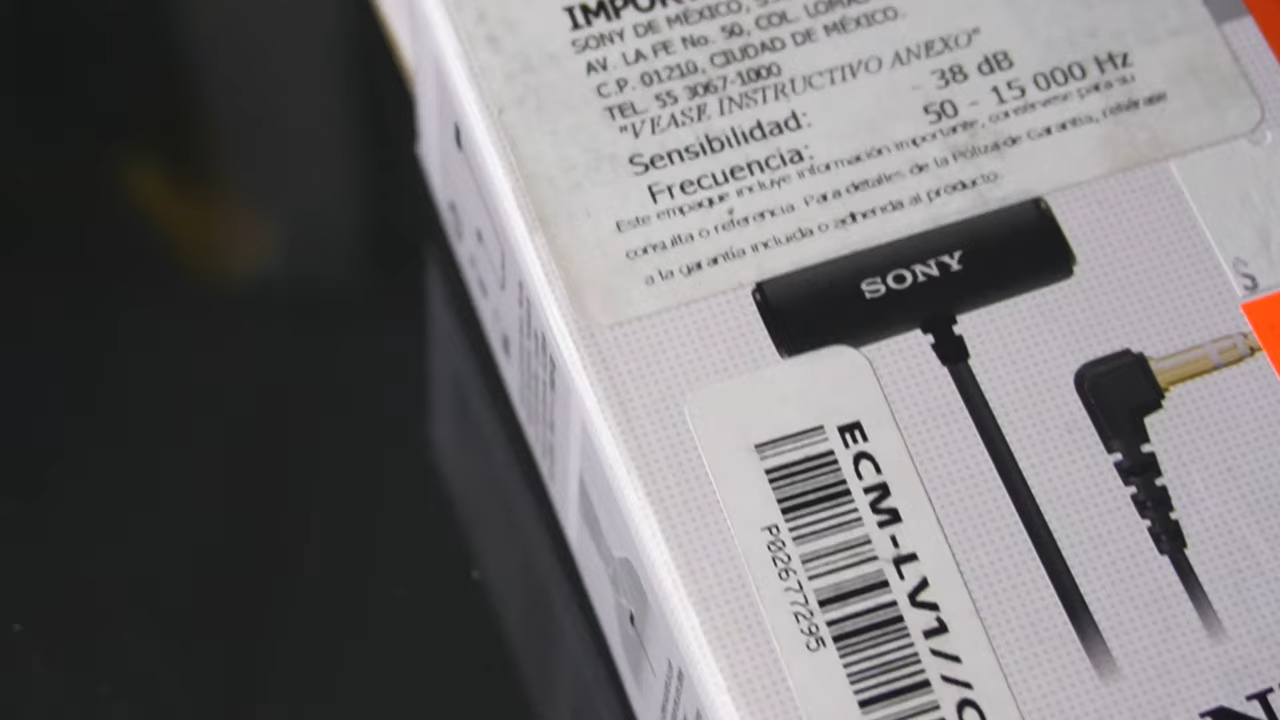 SONY DE MÉXICO, 
AV. LA FE No. 50, COL. 
C.P. 01210, CIUDAD DE MÉXICO.
TEL. 55 3067-1000
"VEASE INSTRUCTIVO ANEXO"
Sensibilidad: - 38 dB
Frecuencia: 50 - 15 000 Hz
Este empaque incluye información importante, consérvese para su
consulta o referencia. Para detalles de la Póliza de Garantía, refiérase
a la garantía incluida o adherida al producto.
SONY
ECM-LV1//C
P02677295